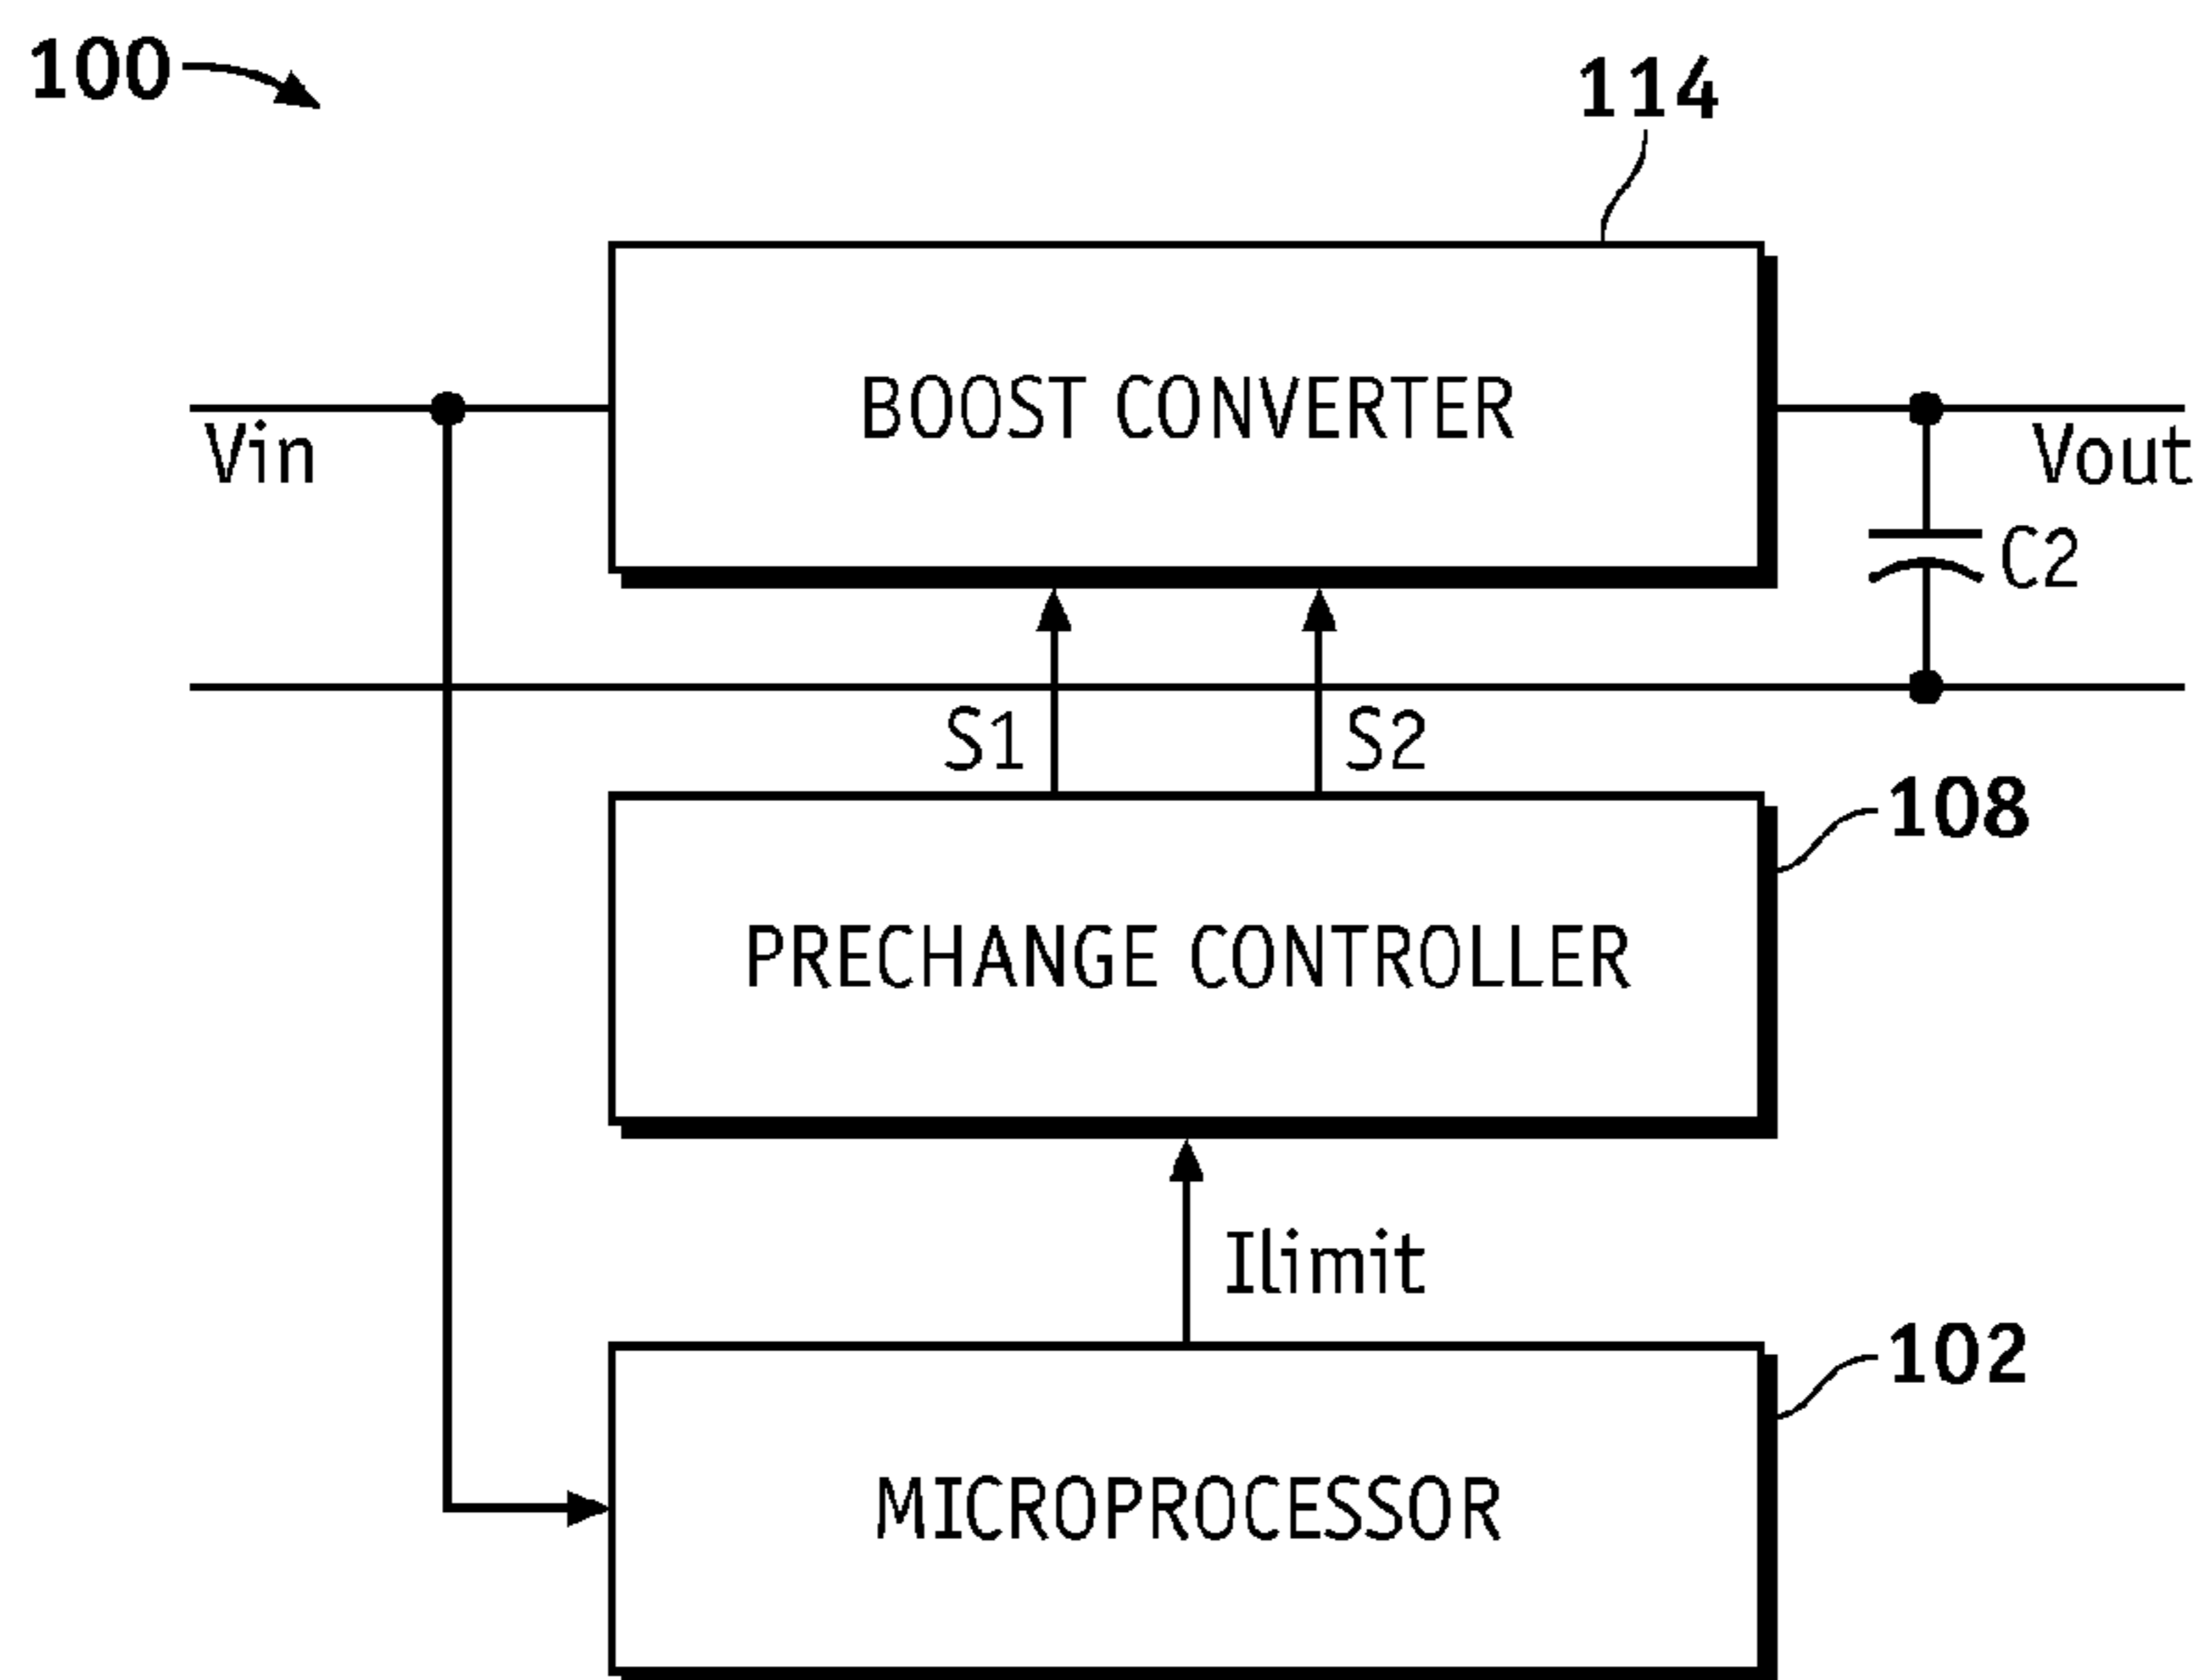 100
114
BOOST CONVERTER
Vin
Vout
C2
S1
S2
108
PRECHANGE CONTROLLER
Ilimit
102
MICROPROCESSOR